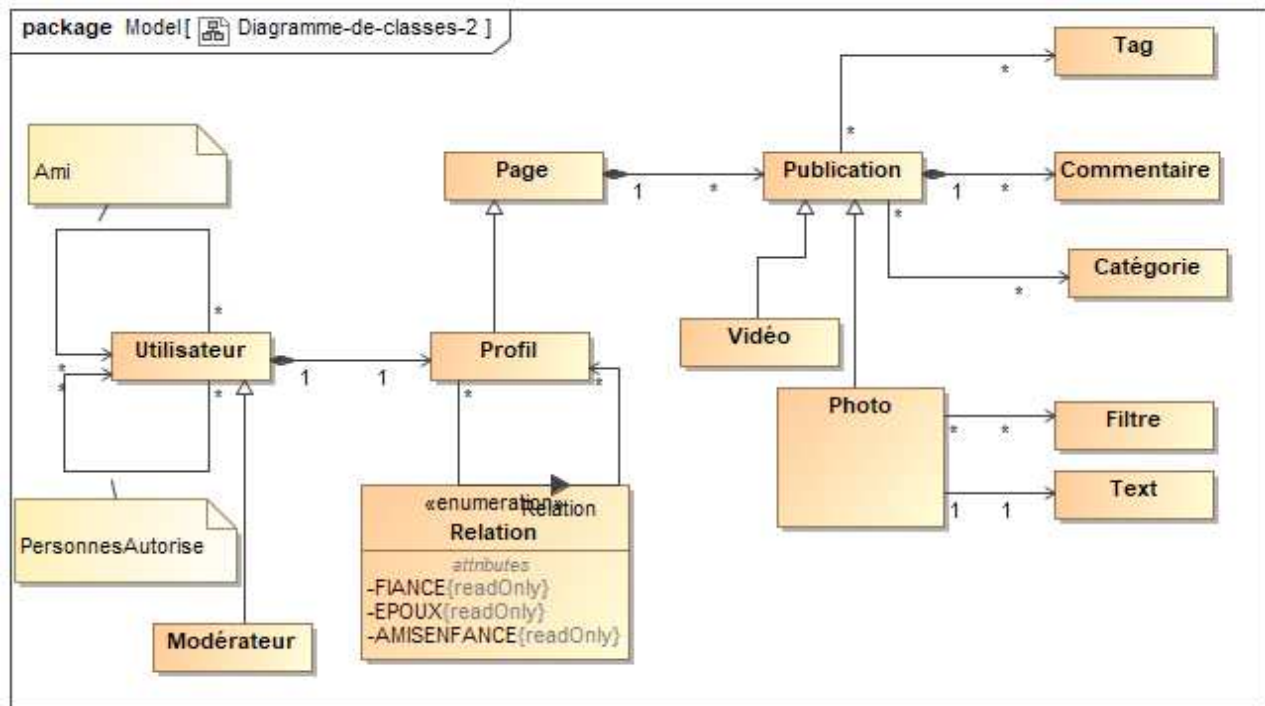 package Model[ Diagramme-de-classes-2 ]
Tag
*
*
Ami
Page
1
*
Publication
1
*
Commentaire
*
*
Catégorie
*
*
*
*
Utilisateur
1
1
Profil
*
*
Vidéo
Photo
*
*
Filtre
1
1
Text
PersonnesAutorise
«enumeration»
Relation
Relation
attributes
-FIANCE{readOnly}
-EPOUX{readOnly}
-AMISENFANCE{readOnly}
Modérateur